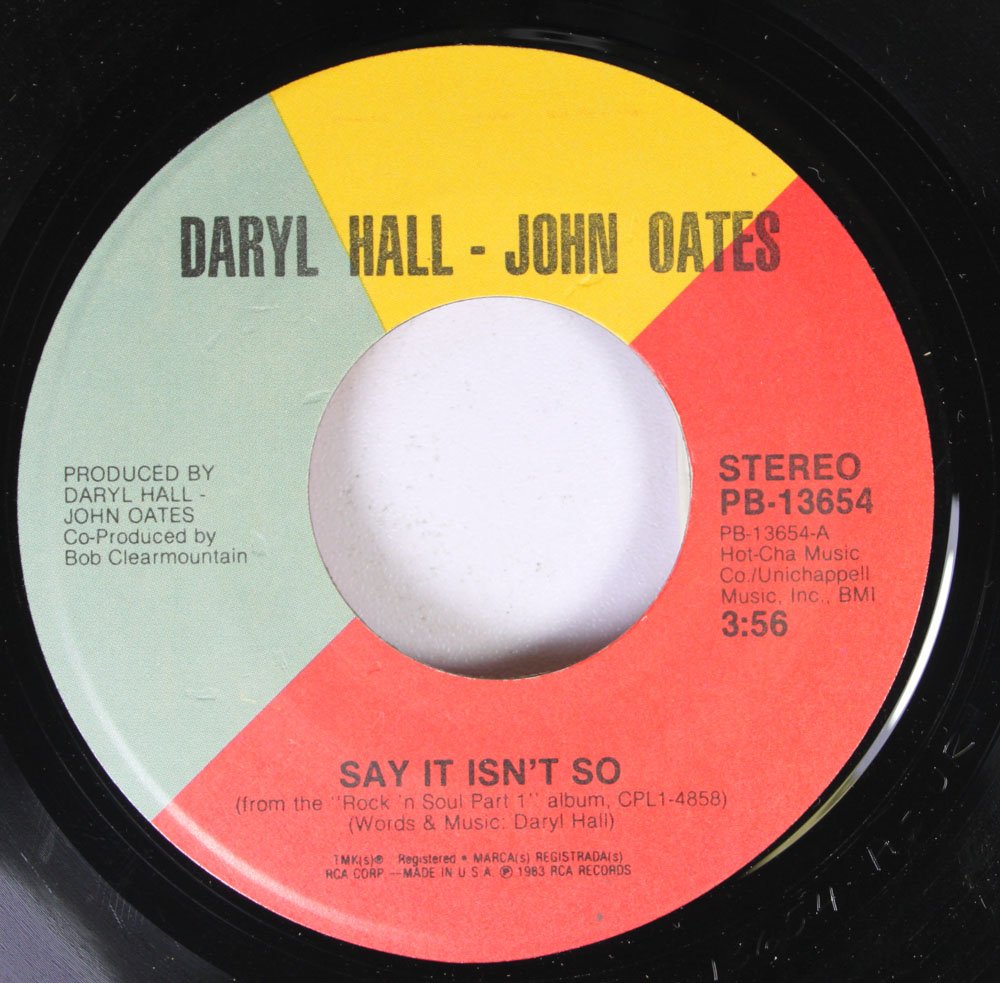 DARYL HALL - JOHN OATES
PRODUCED BY
DARYL HALL -
JOHN OATES
Co-Produced by
Bob Clearmountain
STEREO
PB-13654
PB-13654-A
Hot-Cha Music
Co./Unichappell
Music, Inc., BMI
3:56
SAY IT ISN'T SO
(from the "Rock 'n Soul Part 1" album, CPL1-4858)
(Words & Music: Daryl Hall)
TMK(s)® Registered • MARCA(s) REGISTRADA(s)
RCA CORP.—MADE IN U.S.A. ℗ 1983 RCA RECORDS